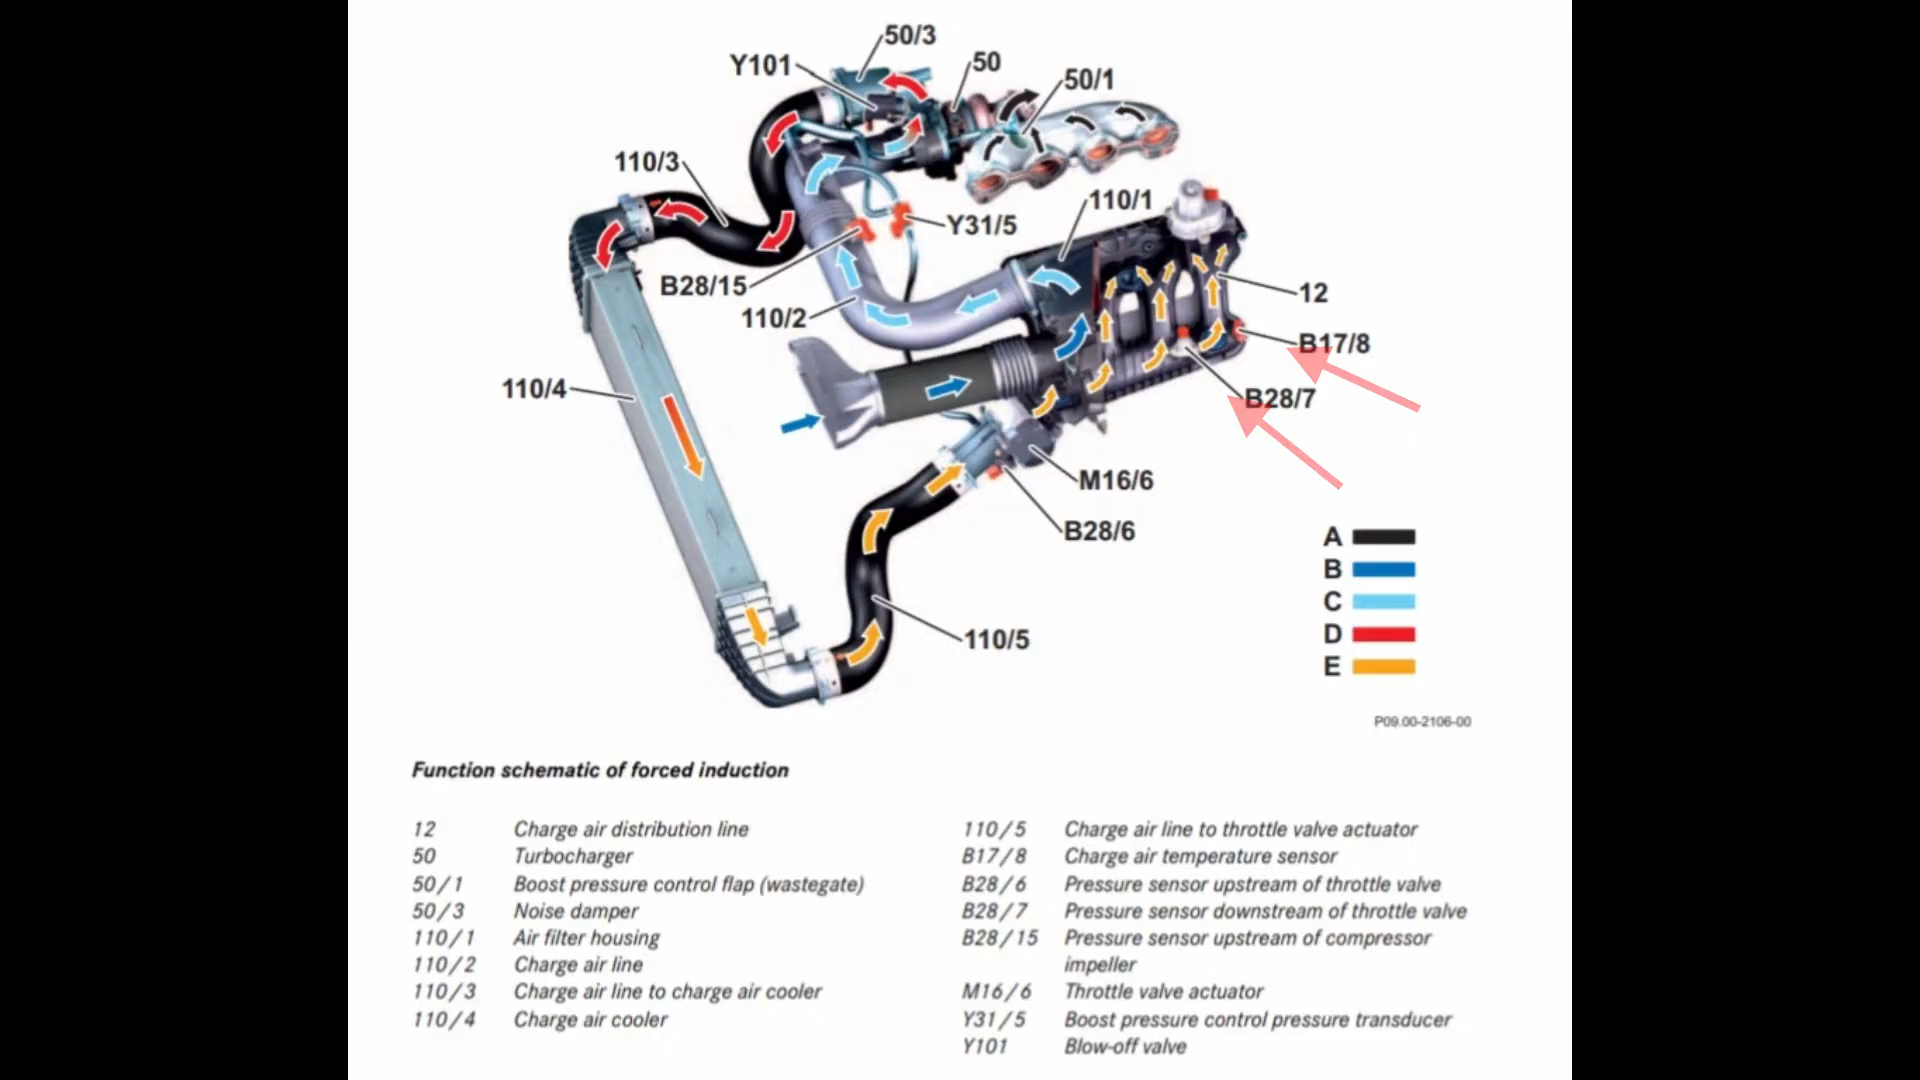 50/3
Y101
50
50/1
110/3
110/1
Y31/5
B28/15
12
110/2
B17/8
110/4
B28/7
M16/6
B28/6
A
B
C
110/5
D
E
P09.00-2106-00
Function schematic of forced induction
12 Charge air distribution line
50 Turbocharger
50/1 Boost pressure control flap (wastegate)
50/3 Noise damper
110/1 Air filter housing
110/2 Charge air line
110/3 Charge air line to charge air cooler
110/4 Charge air cooler
110/5 Charge air line to throttle valve actuator
B17/8 Charge air temperature sensor
B28/6 Pressure sensor upstream of throttle valve
B28/7 Pressure sensor downstream of throttle valve
B28/15 Pressure sensor upstream of compressor
impeller
M16/6 Throttle valve actuator
Y31/5 Boost pressure control pressure transducer
Y101 Blow-off valve